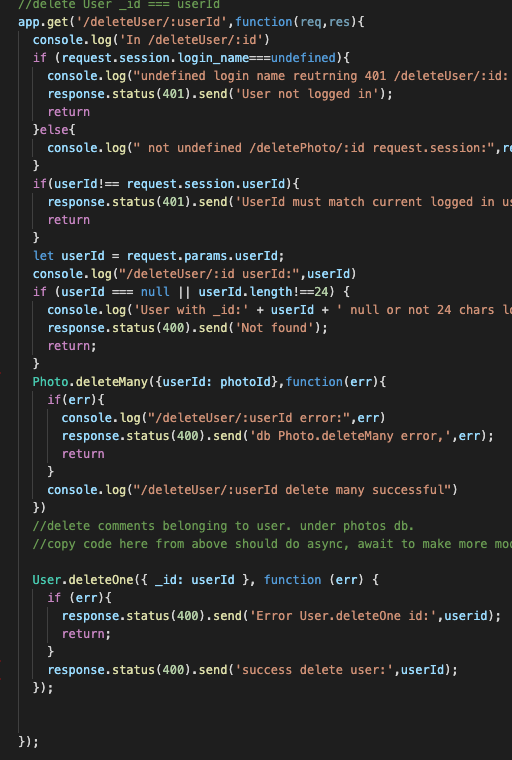 //delete User _id === userId
app.get('/deleteUser/:userId',function(req,res){
console.log('In /deleteUser/:id')
if (request.session.login_name===undefined){
console.log("undefined login name reutrning 401 /deleteUser/:id:
response.status(401).send('User not logged in');
return
}else{
console.log(" not undefined /deletePhoto/:id request.session:",re
}
if(userId!== request.session.userId){
response.status(401).send('UserId must match current logged in us
return
}
let userId = request.params.userId;
console.log("/deleteUser/:id userId:",userId)
if (userId === null || userId.length!==24) {
console.log('User with _id:' + userId + ' null or not 24 chars lo
response.status(400).send('Not found');
return;
}
Photo.deleteMany({userId: photoId},function(err){
if(err){
console.log("/deleteUser/:userId error:",err)
response.status(400).send('db Photo.deleteMany error,',err);
return
}
console.log("/deleteUser/:userId delete many successful")
})
//delete comments belonging to user. under photos db.
//copy code here from above should do async, await to make more mod
User.deleteOne({ _id: userId }, function (err) {
if (err){
response.status(400).send('Error User.deleteOne id:',userid);
return;
}
response.status(400).send('success delete user:',userId);
});
});